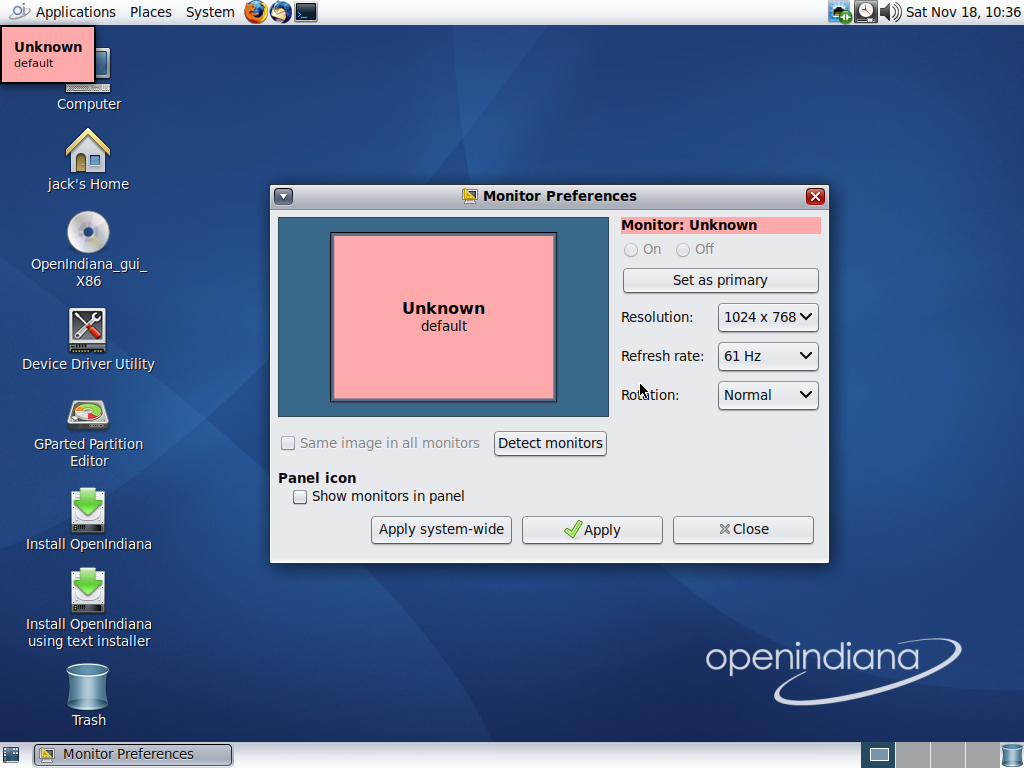 Applications Places System
Sat Nov 18, 10:36
Unknown
default
Computer
jack's Home
OpenIndiana_gui_
X86
Device Driver Utility
GParted Partition
Editor
Install OpenIndiana
Install OpenIndiana
using text installer
Trash
Monitor Preferences
Unknown
default
Monitor: Unknown
On Off
Set as primary
Resolution: 1024 x 768
Refresh rate: 61 Hz
Rotation: Normal
Same image in all monitors Detect monitors
Panel icon
Show monitors in panel
Apply system-wide Apply Close
openindiana
Monitor Preferences